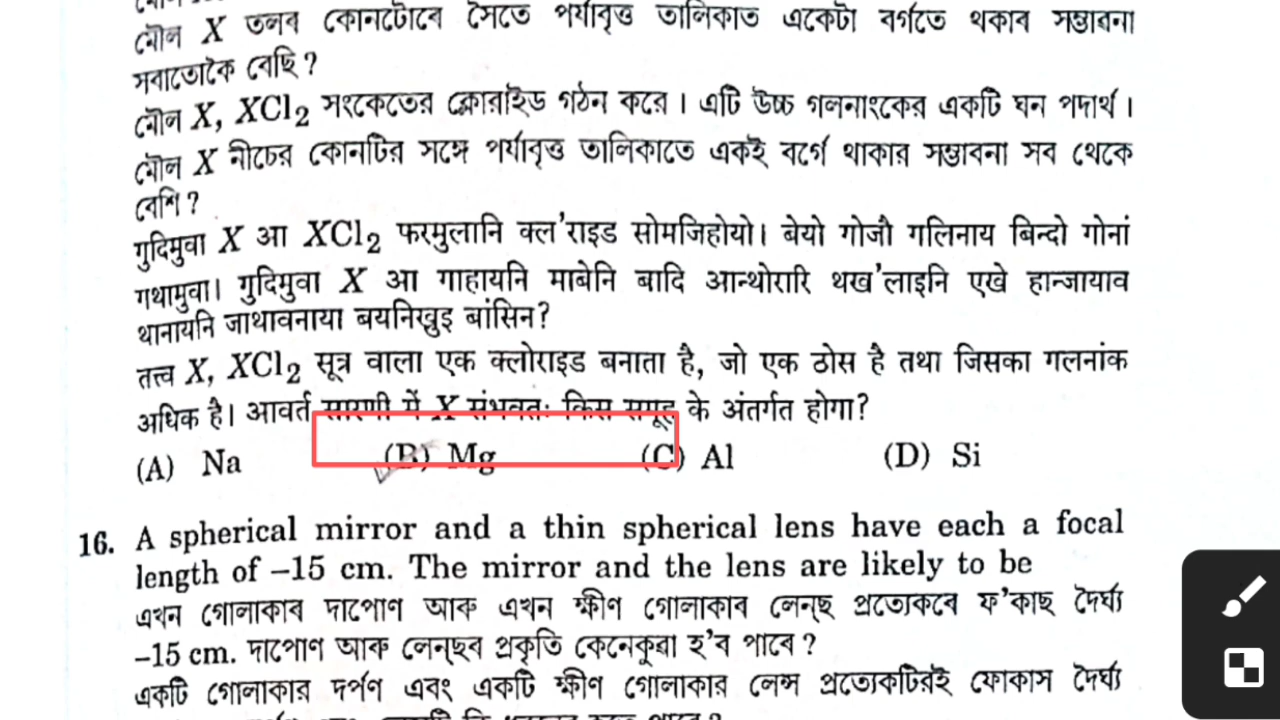 মৌল X তলৰ কোনটোৰে সৈতে পর্যাবৃত্ত তালিকাত একেটা বৰ্গতে থকাৰ সম্ভাৱনা
সবাতোকৈ বেছি ?
মৌল X, XCl2 সংকেতের ক্লোরাইড গঠন করে । এটি উচ্চ গলনাংকের একটি ঘন পদার্থ ।
মৌল X নীচের কোনটির সঙ্গে পর্যাবৃত্ত তালিকাতে একই বর্গে থাকার সম্ভাবনা সব থেকে
বেশি ?
गुदिमुवा X आ XCl2 फरमुलानि क्ल'राइड सोमजिहोयो। बेयो गोजौ गलिनाय बिन्दो गोनां
गथामुवा। गुदिमुवा X आ गाहायनि माबेनि बादि आन्थोरारि थख'लाइनि एखे हान्जायाव
थानायनि जाथावनाया बयनिख्रुइ बांसिन?
तत्त्व X, XCl2 सूत्र वाला एक क्लोराइड बनाता है, जो एक ठोस है तथा जिसका गलनांक
अधिक है। आवर्त सारणी में X संभवतः किस समूह के अंतर्गत होगा?
(A) Na (B) Mg (C) Al (D) Si
16. A spherical mirror and a thin spherical lens have each a focal
length of –15 cm. The mirror and the lens are likely to be
এখন গোলাকাৰ দাপোণ আৰু এখন ক্ষীণ গোলাকাৰ লেন্‌ছ প্ৰত্যেকৰে ফ'কাছ দৈৰ্ঘ্য
–15 cm. দাপোণ আৰু লেন্‌ছৰ প্ৰকৃতি কেনেকুৱা হ'ব পাৰে ?
একটি গোলাকার দর্পণ এবং একটি ক্ষীণ গোলাকার লেন্স প্রত্যেকটিরই ফোকাস দৈর্ঘ্য